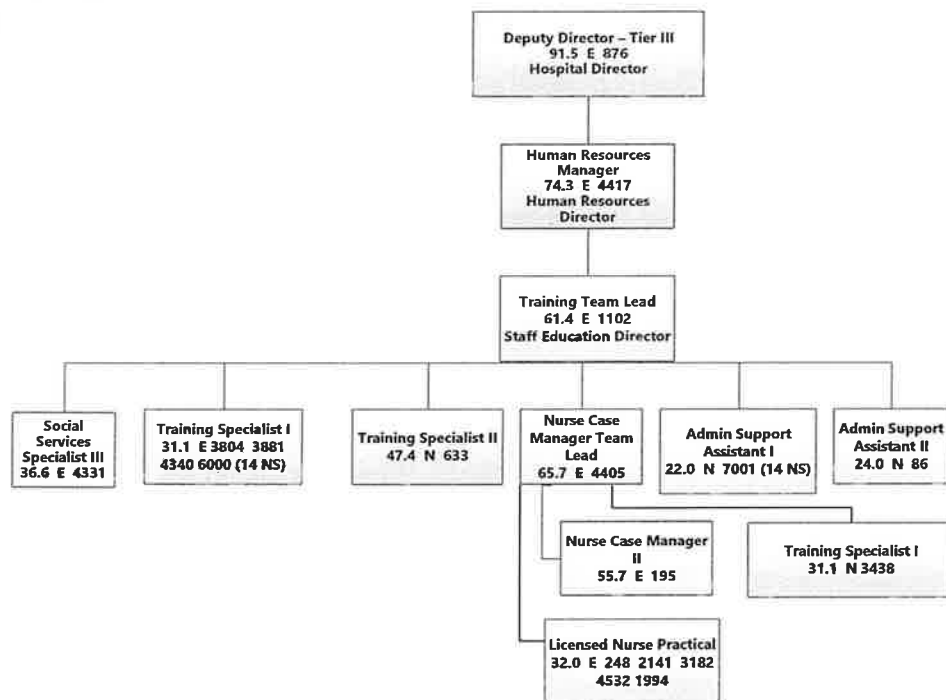 Deputy Director – Tier III
91.5 E 876
Hospital Director
Human Resources
Manager
74.3 E 4417
Human Resources
Director
Training Team Lead
61.4 E 1102
Staff Education Director
Social
Services
Specialist III
36.6 E 4331
Training Specialist I
31.1 E 3804 3881
4340 6000 (14 NS)
Training Specialist II
47.4 N 633
Nurse Case
Manager Team
Lead
65.7 E 4405
Admin Support
Assistant I
22.0 N 7001 (14 NS)
Admin Support
Assistant II
24.0 N 86
Nurse Case Manager
II
55.7 E 195
Training Specialist I
31.1 N 3438
Licensed Nurse Practical
32.0 E 248 2141 3182
4532 1994